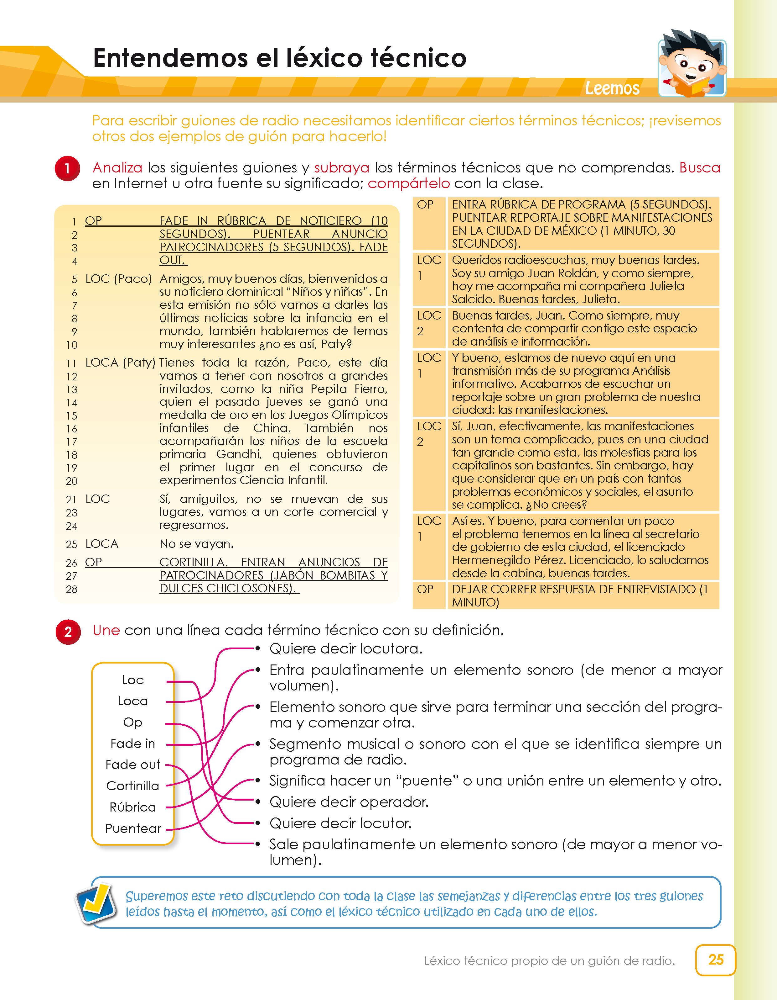 Entendemos el léxico técnico
Leemos
Para escribir guiones de radio necesitamos identificar ciertos términos técnicos; ¡revisemos
otros dos ejemplos de guión para hacerlo!
1 Analiza los siguientes guiones y subraya los términos técnicos que no comprendas. Busca
en Internet u otra fuente su significado; compártelo con la clase.
1 OP FADE IN RÚBRICA DE NOTICIERO (10
2 SEGUNDOS). PUENTEAR ANUNCIO
3 PATROCINADORES (5 SEGUNDOS). FADE
4 OUT.
5 LOC (Paco) Amigos, muy buenos días, bienvenidos a
6 su noticiero dominical “Niños y niñas”. En
7 esta emisión no sólo vamos a darles las
8 últimas noticias sobre la infancia en el
9 mundo, también hablaremos de temas
10 muy interesantes ¿no es así, Paty?
11 LOCA (Paty) Tienes toda la razón, Paco, este día
12 vamos a tener con nosotros a grandes
13 invitados, como la niña Pepita Fierro,
14 quien el pasado jueves se ganó una
15 medalla de oro en los Juegos Olímpicos
16 infantiles de China. También nos
17 acompañarán los niños de la escuela
18 primaria Gandhi, quienes obtuvieron
19 el primer lugar en el concurso de
20 experimentos Ciencia Infantil.
21 LOC Sí, amiguitos, no se muevan de sus
23 lugares, vamos a un corte comercial y
24 regresamos.
25 LOCA No se vayan.
26 OP CORTINILLA. ENTRAN ANUNCIOS DE
27 PATROCINADORES (JABÓN BOMBITAS Y
28 DULCES CHICLOSONES).
OP ENTRA RÚBRICA DE PROGRAMA (5 SEGUNDOS).
PUENTEAR REPORTAJE SOBRE MANIFESTACIONES
EN LA CIUDAD DE MÉXICO (1 MINUTO, 30
SEGUNDOS).
LOC Queridos radioescuchas, muy buenas tardes.
1 Soy su amigo Juan Roldán, y como siempre,
hoy me acompaña mi compañera Julieta
Salcido. Buenas tardes, Julieta.
LOC Buenas tardes, Juan. Como siempre, muy
2 contenta de compartir contigo este espacio
de análisis e información.
LOC Y bueno, estamos de nuevo aquí en una
1 transmisión más de su programa Análisis
informativo. Acabamos de escuchar un
reportaje sobre un gran problema de nuestra
ciudad: las manifestaciones.
LOC Sí, Juan, efectivamente, las manifestaciones
2 son un tema complicado, pues en una ciudad
tan grande como esta, las molestias para los
capitalinos son bastantes. Sin embargo, hay
que considerar que en un país con tantos
problemas económicos y sociales, el asunto
se complica. ¿No crees?
LOC Así es. Y bueno, para comentar un poco
1 el problema tenemos en la línea al secretario
de gobierno de esta ciudad, el licenciado
Hermenegildo Pérez. Licenciado, lo saludamos
desde la cabina, buenas tardes.
OP DEJAR CORRER RESPUESTA DE ENTREVISTADO (1
MINUTO)
2 Une con una línea cada término técnico con su definición.
Loc
Loca
Op
Fade in
Fade out
Cortinilla
Rúbrica
Puentear
• Quiere decir locutora.
• Entra paulatinamente un elemento sonoro (de menor a mayor
volumen).
• Elemento sonoro que sirve para terminar una sección del progra-
ma y comenzar otra.
• Segmento musical o sonoro con el que se identifica siempre un
programa de radio.
• Significa hacer un “puente” o una unión entre un elemento y otro.
• Quiere decir operador.
• Quiere decir locutor.
• Sale paulatinamente un elemento sonoro (de mayor a menor vo-
lumen).
Superemos este reto discutiendo con toda la clase las semejanzas y diferencias entre los tres guiones
leídos hasta el momento, así como el léxico técnico utilizado en cada uno de ellos.
Léxico técnico propio de un guión de radio.
25